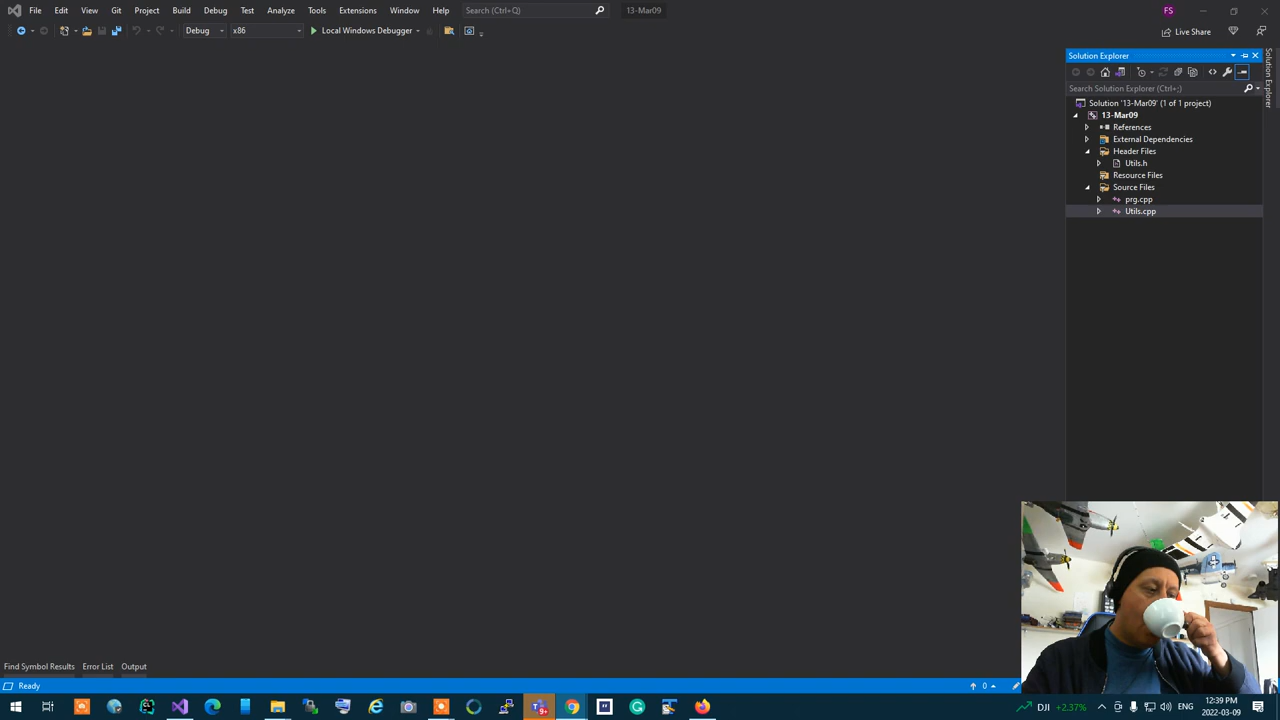 File Edit View Git Project Build Debug Test Analyze Tools Extensions Window Help Search (Ctrl+Q) 13-Mar09 FS
Debug x86 Local Windows Debugger Live Share
Solution Explorer
Solution Explorer
Search Solution Explorer (Ctrl+;)
Solution '13-Mar09' (1 of 1 project)
13-Mar09
References
External Dependencies
Header Files
Utils.h
Resource Files
Source Files
prg.cpp
Utils.cpp
Find Symbol Results Error List Output
Ready 0
DJI +2.37% ENG 12:39 PM
2022-03-09